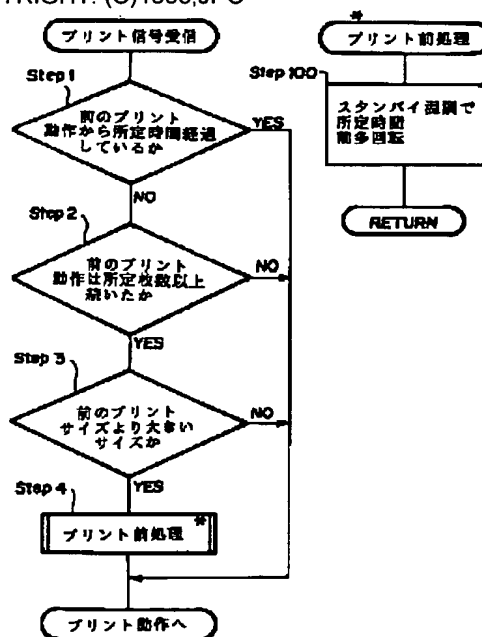 TRIGHT: (C)1996,JPO
プリント信号受信
Step 1
前のプリント
動作から所定時間経過
しているか
YES
NO
Step 2
前のプリント
動作は所定枚数以上
続いたか
NO
YES
Step 3
前のプリント
サイズより大きい
サイズか
NO
YES
Step 4
プリント前処理 *
プリント動作へ
*
プリント前処理
Step 100
スタンバイ温調で
所定時間
前多回転
RETURN